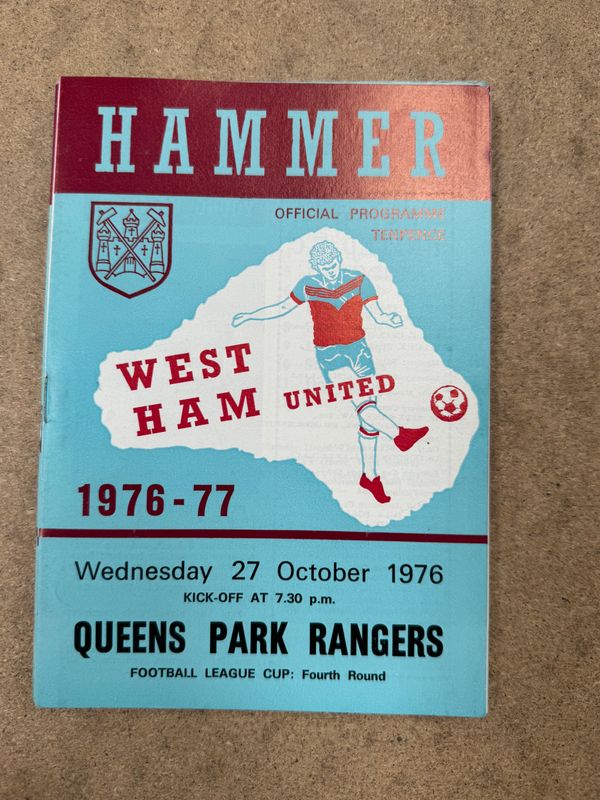 HAMMER
OFFICIAL PROGRAMME
TENPENCE
WEST
HAM UNITED
1976-77
Wednesday 27 October 1976
KICK-OFF AT 7.30 p.m.
QUEENS PARK RANGERS
FOOTBALL LEAGUE CUP: Fourth Round